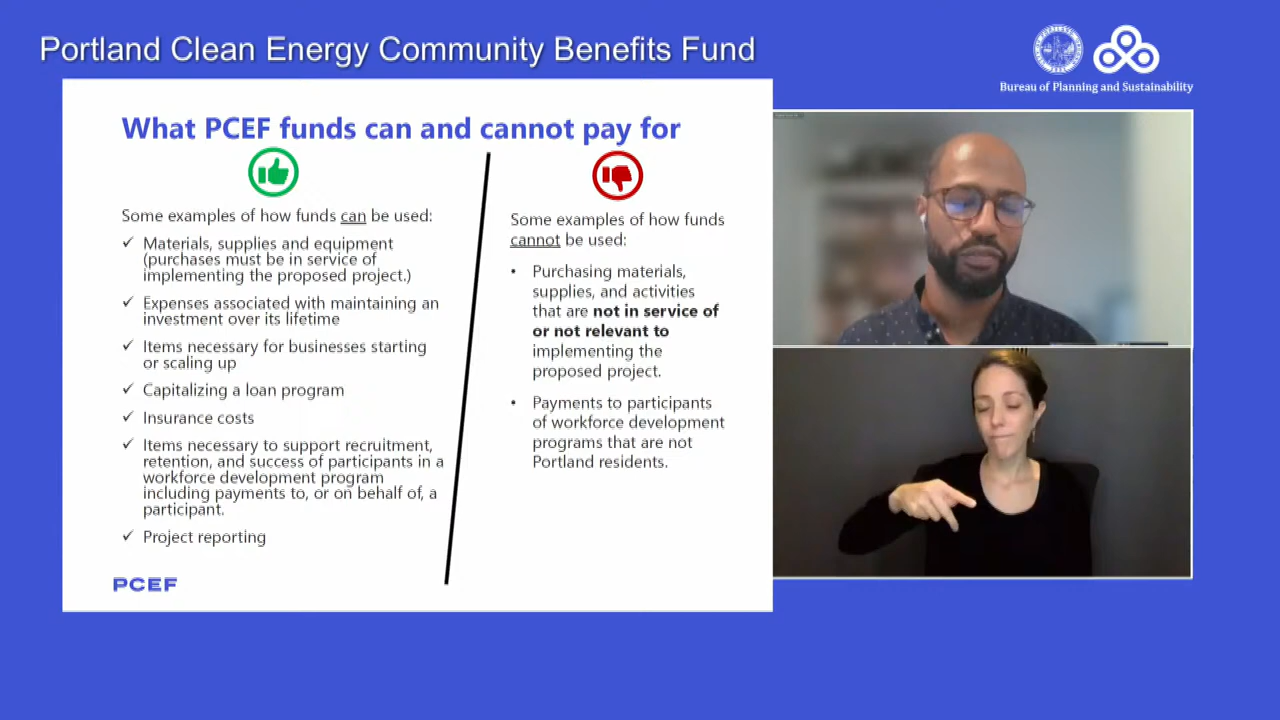 Portland Clean Energy Community Benefits Fund
Bureau of Planning and Sustainability
What PCEF funds can and cannot pay for
Some examples of how funds can be used:
✓ Materials, supplies and equipment
(purchases must be in service of
implementing the proposed project.)
✓ Expenses associated with maintaining an
investment over its lifetime
✓ Items necessary for businesses starting
or scaling up
✓ Capitalizing a loan program
✓ Insurance costs
✓ Items necessary to support recruitment,
retention, and success of participants in a
workforce development program
including payments to, or on behalf of, a
participant.
✓ Project reporting
Some examples of how funds
cannot be used:
• Purchasing materials,
supplies, and activities
that are not in service of
or not relevant to
implementing the
proposed project.
• Payments to participants
of workforce development
programs that are not
Portland residents.
PCEF